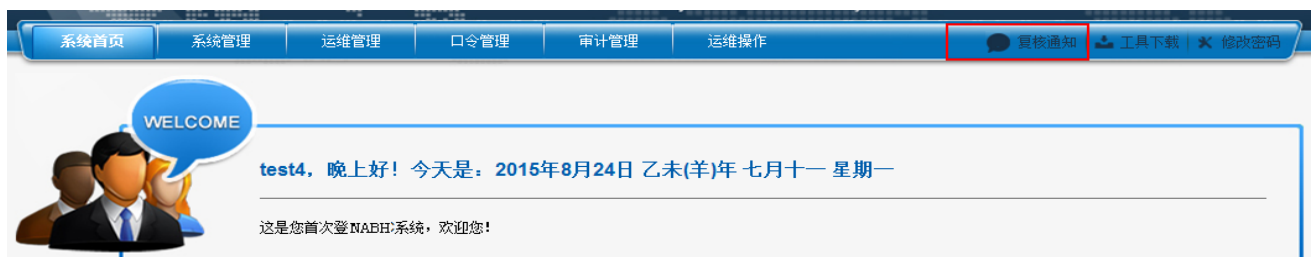 系统首页 系统管理 运维管理 口令管理 审计管理 运维操作 复核通知 工具下载 修改密码
WELCOME
test4，晚上好！今天是：2015年8月24日 乙未(羊)年 七月十一 星期一
这是您首次登NABH系统，欢迎您!